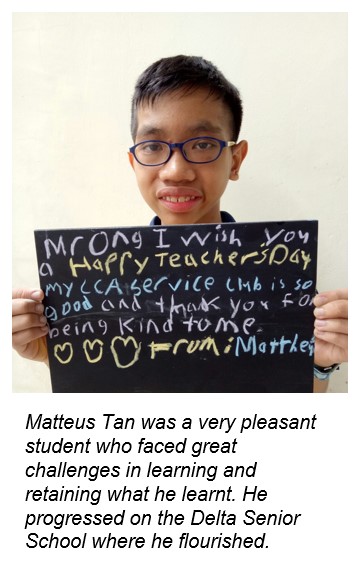 Mr Ong I wish you
a Happy Teacher's Day
my CCA service club is so
good and thank you for
being kind to me
From: Matthew
Matteus Tan was a very pleasant
student who faced great
challenges in learning and
retaining what he learnt. He
progressed on the Delta Senior
School where he flourished.